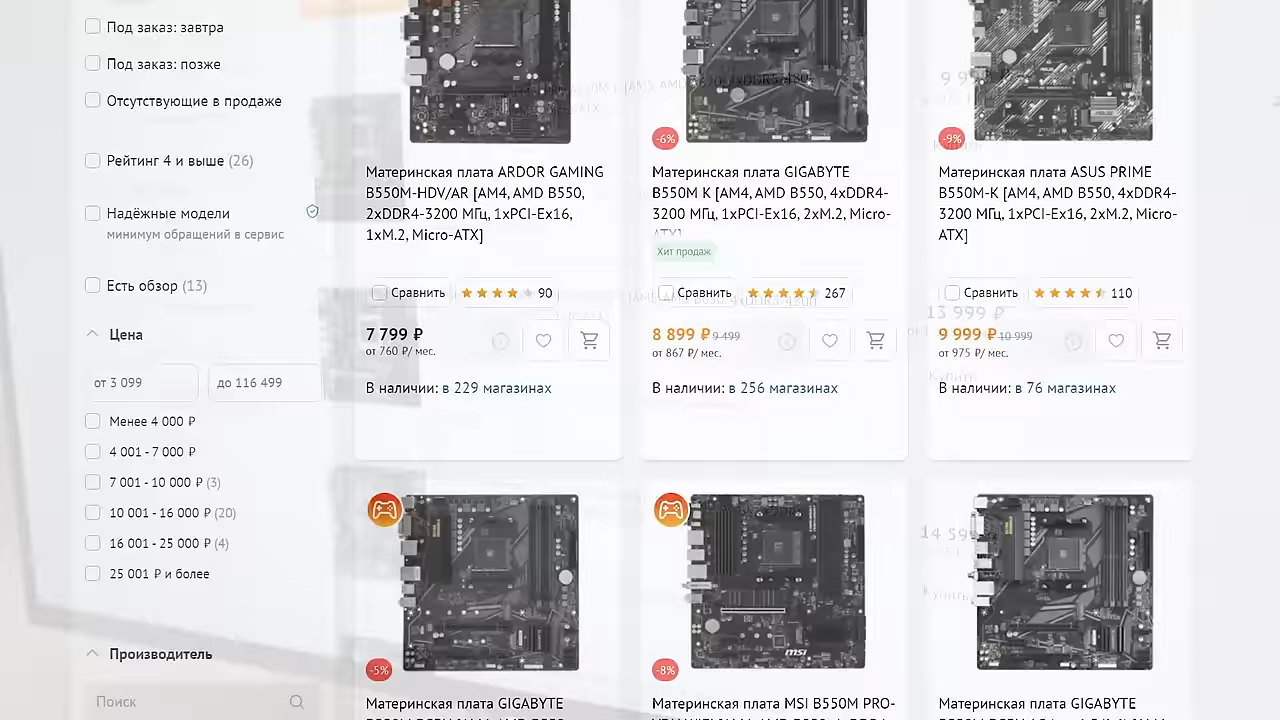 Под заказ: завтра
Под заказ: позже
Отсутствующие в продаже
Рейтинг 4 и выше (26)
Надёжные модели
минимум обращений в сервис
Есть обзор (13)
Цена
от 3 099
до 116 499
Менее 4 000 ₽
4 001 - 7 000 ₽
7 001 - 10 000 ₽ (3)
10 001 - 16 000 ₽ (20)
16 001 - 25 000 ₽ (4)
25 001 ₽ и более
Производитель
Поиск
Материнская плата ARDOR GAMING
B550M-HDV/AR [AM4, AMD B550,
2xDDR4-3200 МГц, 1xPCI-Ex16,
1xM.2, Micro-ATX]
Сравнить
90
7 799 ₽
от 760 ₽/ мес.
В наличии: в 229 магазинах
-6%
Материнская плата GIGABYTE
B550M K [AM4, AMD B550, 4xDDR4-
3200 МГц, 1xPCI-Ex16, 2xM.2, Micro-
ATX]
Хит продаж
Сравнить
267
8 899 ₽ 9 499
от 867 ₽/ мес.
В наличии: в 256 магазинах
-9%
Материнская плата ASUS PRIME
B550M-K [AM4, AMD B550, 4xDDR4-
3200 МГц, 1xPCI-Ex16, 2xM.2, Micro-
ATX]
Сравнить
110
9 999 ₽ 10 999
от 975 ₽/ мес.
В наличии: в 76 магазинах
13 999 ₽
Купить
-5%
Материнская плата GIGABYTE
msi
-8%
Материнская плата MSI B550M PRO-
Материнская плата GIGABYTE